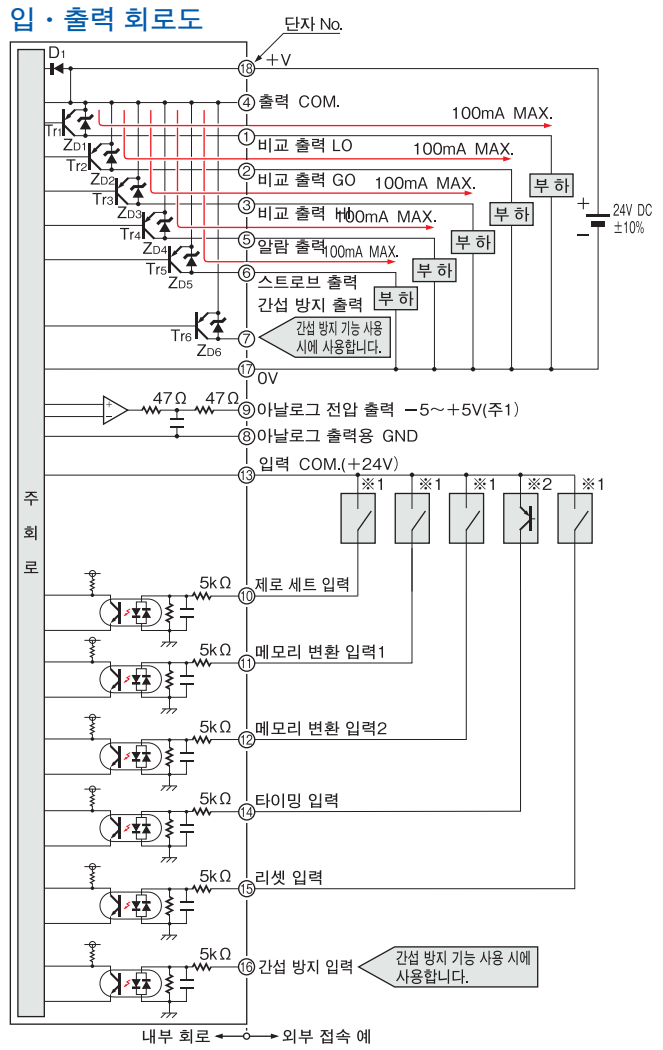 입・출력 회로도
단자 No.
D1
⑱ +V
④ 출력 COM.
100mA MAX.
Tr1
①
ZD1
비교 출력 LO
100mA MAX.
Tr2
②
ZD2
비교 출력 GO
100mA MAX.
부 하
Tr3
③
ZD3
비교 출력 HI
100mA MAX.
부 하
+
24V DC
±10%
−
Tr4
⑤
ZD4
알람 출력
100mA MAX.
부 하
Tr5
⑥
ZD5
스트로브 출력
부 하
간섭 방지 출력
부 하
Tr6
⑦
ZD6
간섭 방지 기능 사용
시에 사용합니다.
⑰
0V
47Ω 47Ω
+
−
⑨ 아날로그 전압 출력 −5～+5V(주1)
⑧ 아날로그 출력용 GND
입력 COM.(+24V)
⑬
※1 ※1 ※1 ※2 ※1
주
회
로
5kΩ
⑩ 제로 세트 입력
5kΩ
⑪ 메모리 변환 입력1
5kΩ
⑫ 메모리 변환 입력2
5kΩ
⑭ 타이밍 입력
5kΩ
⑮ 리셋 입력
5kΩ
⑯ 간섭 방지 입력
간섭 방지 기능 사용 시에
사용합니다.
내부 회로
외부 접속 예